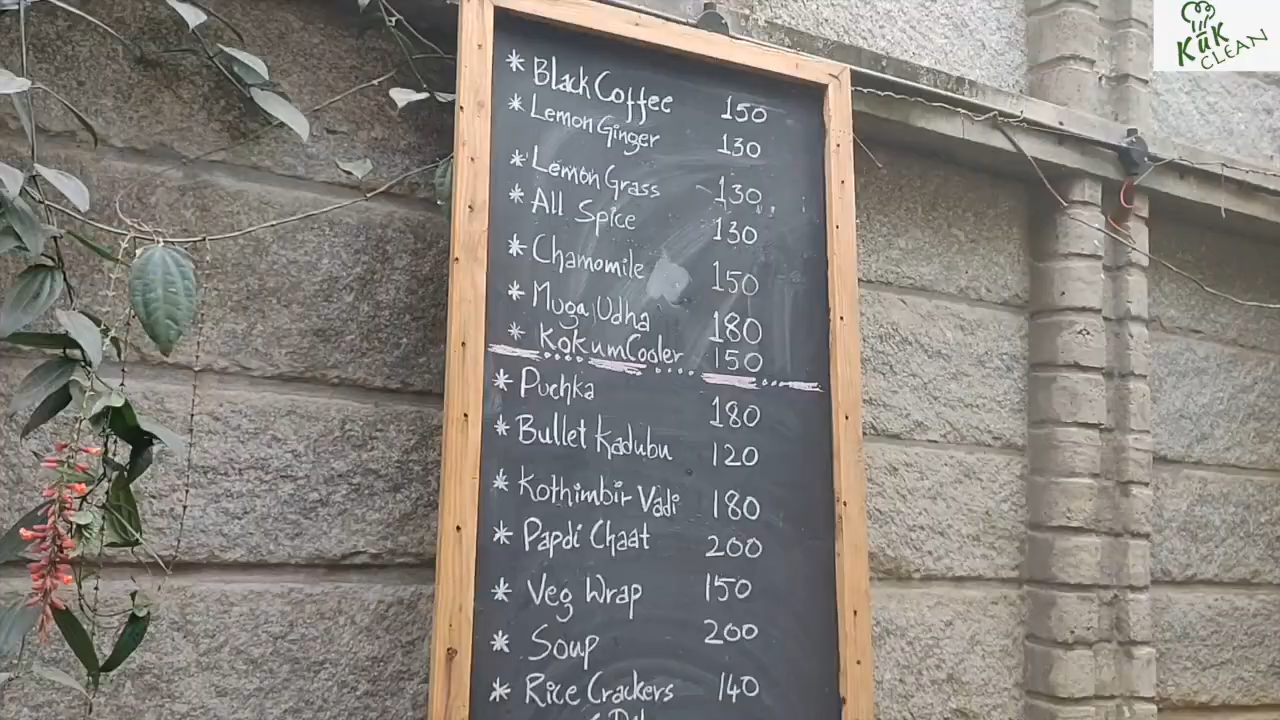 KüK
CLEAN
* Black Coffee 150
* Lemon Ginger 130
* Lemon Grass 130
* All Spice 130
* Chamomile 150
* Muga Udha 180
* Kokum Cooler 150
* Puchka 180
* Bullet Kadubu 120
* Kothimbir Vadi 180
* Papdi Chaat 200
* Veg Wrap 150
* Soup 200
* Rice Crackers 140